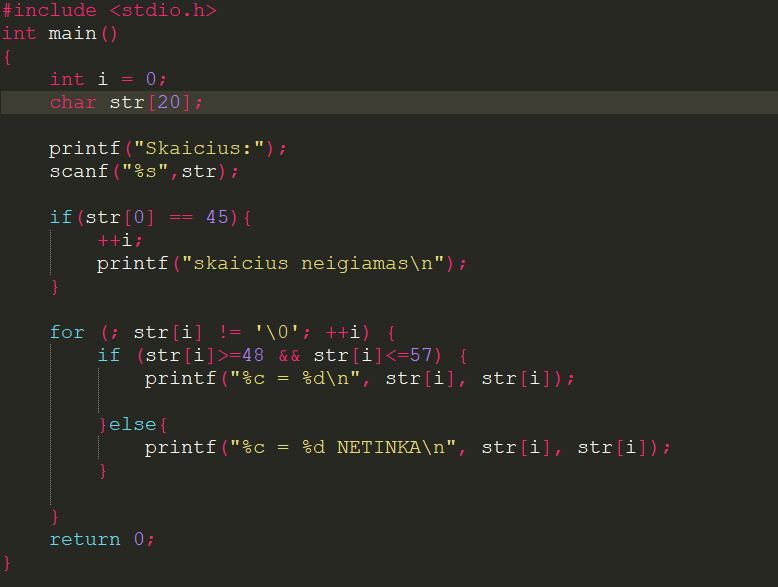 #include <stdio.h>
int main()
{
    int i = 0;
    char str[20];

    printf("Skaicius:");
    scanf("%s",str);

    if(str[0] == 45){
        ++i;
        printf("skaicius neigiamas\n");
    }

    for (; str[i] != '\0'; ++i) {
        if (str[i]>=48 && str[i]<=57) {
            printf("%c = %d\n", str[i], str[i]);

        }else{
            printf("%c = %d NETINKA\n", str[i], str[i]);
        }

    }
    return 0;
}